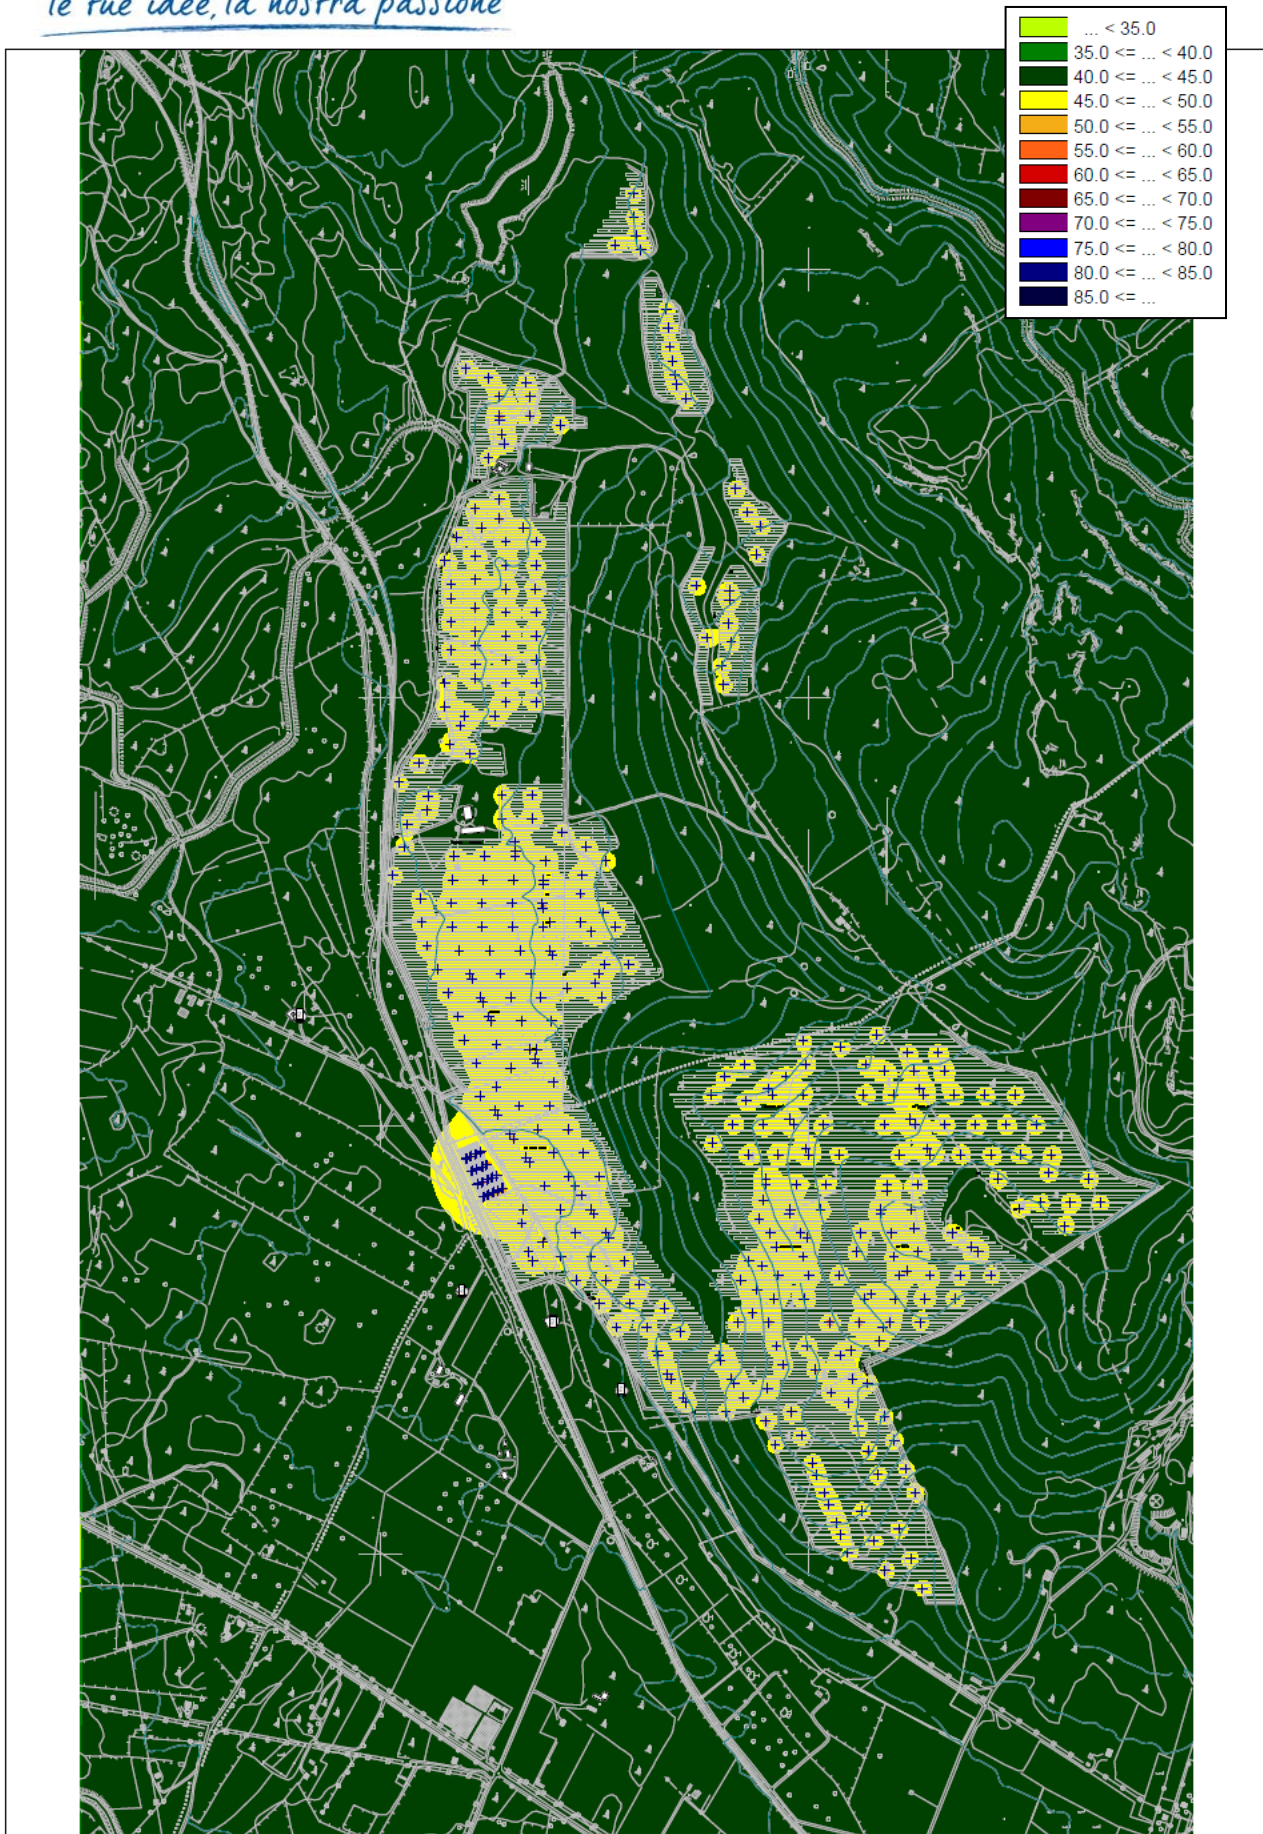 le tue idee, la nostra passione
... < 35.0
35.0 <= ... < 40.0
40.0 <= ... < 45.0
45.0 <= ... < 50.0
50.0 <= ... < 55.0
55.0 <= ... < 60.0
60.0 <= ... < 65.0
65.0 <= ... < 70.0
70.0 <= ... < 75.0
75.0 <= ... < 80.0
80.0 <= ... < 85.0
85.0 <= ...